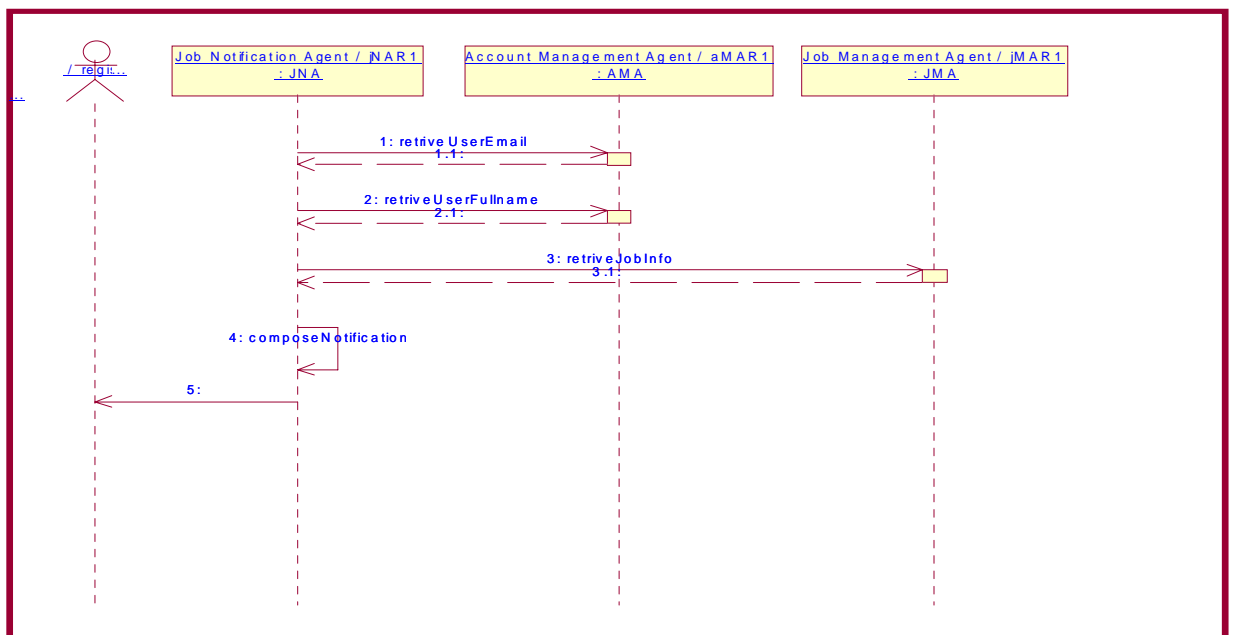 / regis...
...
Job Notification Agent / jNAR1
: JNA
Account Management Agent / aMAR1
: AMA
Job Management Agent / jMAR1
: JMA
1: retriveUserEmail
1.1:
2: retriveUserFullname
2.1:
3: retriveJobInfo
3.1:
4: composeNotification
5: